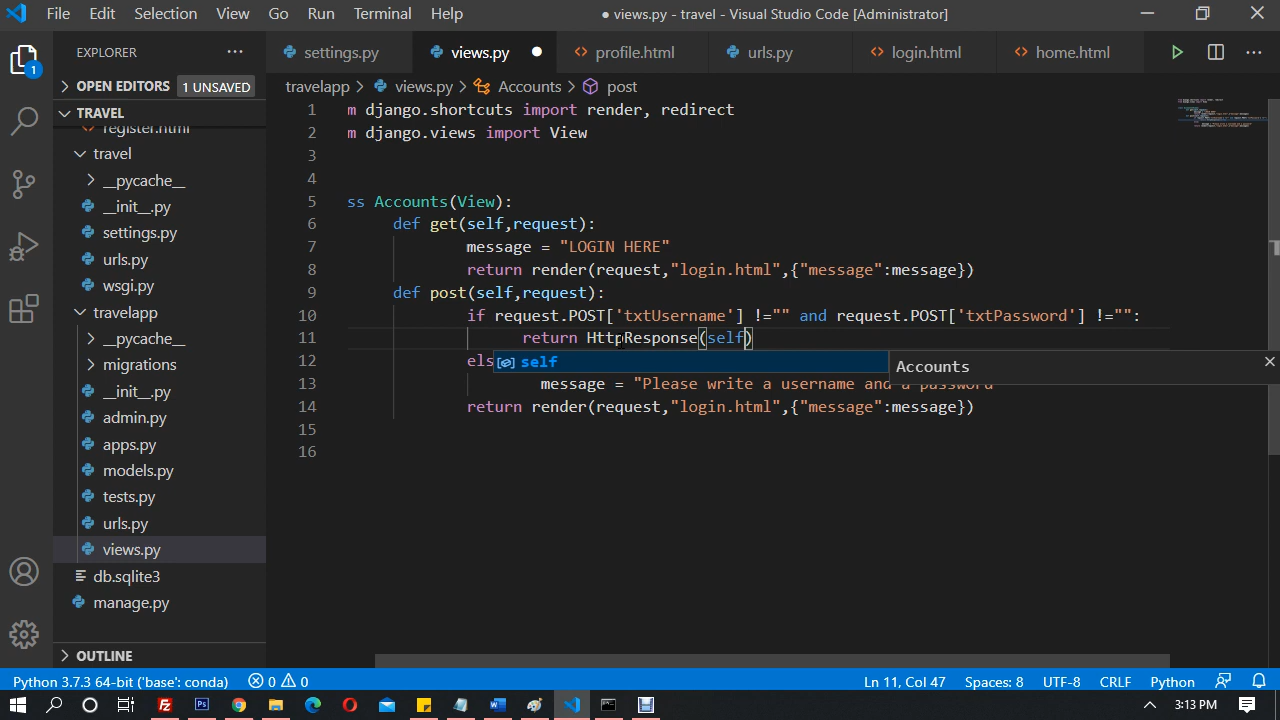 File Edit Selection View Go Run Terminal Help
● views.py - travel - Visual Studio Code [Administrator]
EXPLORER
settings.py
views.py
profile.html
urls.py
login.html
home.html
1
OPEN EDITORS 1 UNSAVED
travelapp > views.py > Accounts > post
TRAVEL
register.html
travel
__pycache__
__init__.py
settings.py
urls.py
wsgi.py
travelapp
__pycache__
migrations
__init__.py
admin.py
apps.py
models.py
tests.py
urls.py
views.py
db.sqlite3
manage.py
OUTLINE
1 m django.shortcuts import render, redirect
2 m django.views import View
3
4
5 ss Accounts(View):
6 def get(self,request):
7 message = "LOGIN HERE"
8 return render(request,"login.html",{"message":message})
9 def post(self,request):
10 if request.POST['txtUsername'] !="" and request.POST['txtPassword'] !="":
11 return HttpResponse(self)
12 els
self
Accounts
13 message = "Please write a username and a password"
14 return render(request,"login.html",{"message":message})
15
16
Python 3.7.3 64-bit ('base': conda) 0 0
Ln 11, Col 47 Spaces: 8 UTF-8 CRLF Python
3:13 PM